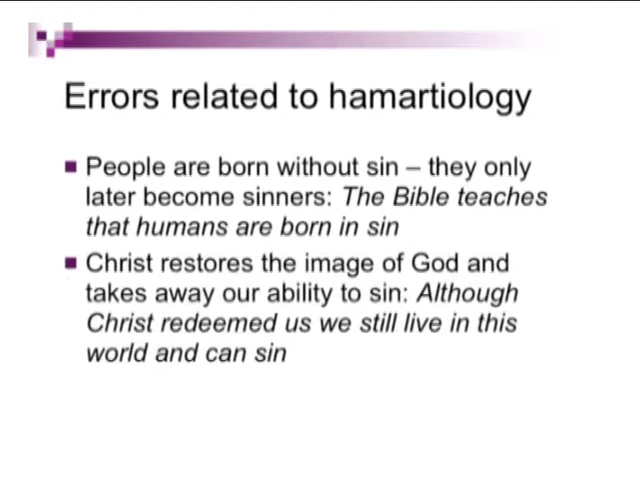 Errors related to hamartiology
People are born without sin – they only
later become sinners: The Bible teaches
that humans are born in sin
Christ restores the image of God and
takes away our ability to sin: Although
Christ redeemed us we still live in this
world and can sin